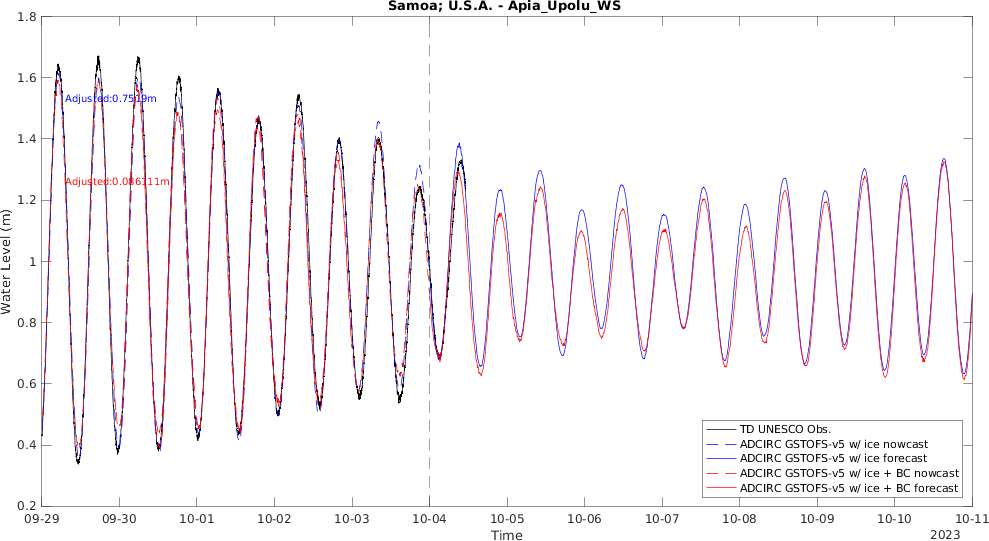 Samoa; U.S.A. - Apia_Upolu_WS
1.8
1.6
1.4
1.2
1
0.8
0.6
0.4
0.2
Water Level (m)
Adjusted:0.7519m
Adjusted:0.086111m
TD UNESCO Obs.
ADCIRC GSTOFS-v5 w/ ice nowcast
ADCIRC GSTOFS-v5 w/ ice forecast
ADCIRC GSTOFS-v5 w/ ice + BC nowcast
ADCIRC GSTOFS-v5 w/ ice + BC forecast
09-29 09-30 10-01 10-02 10-03 10-04 10-05 10-06 10-07 10-08 10-09 10-10 10-11
Time
2023